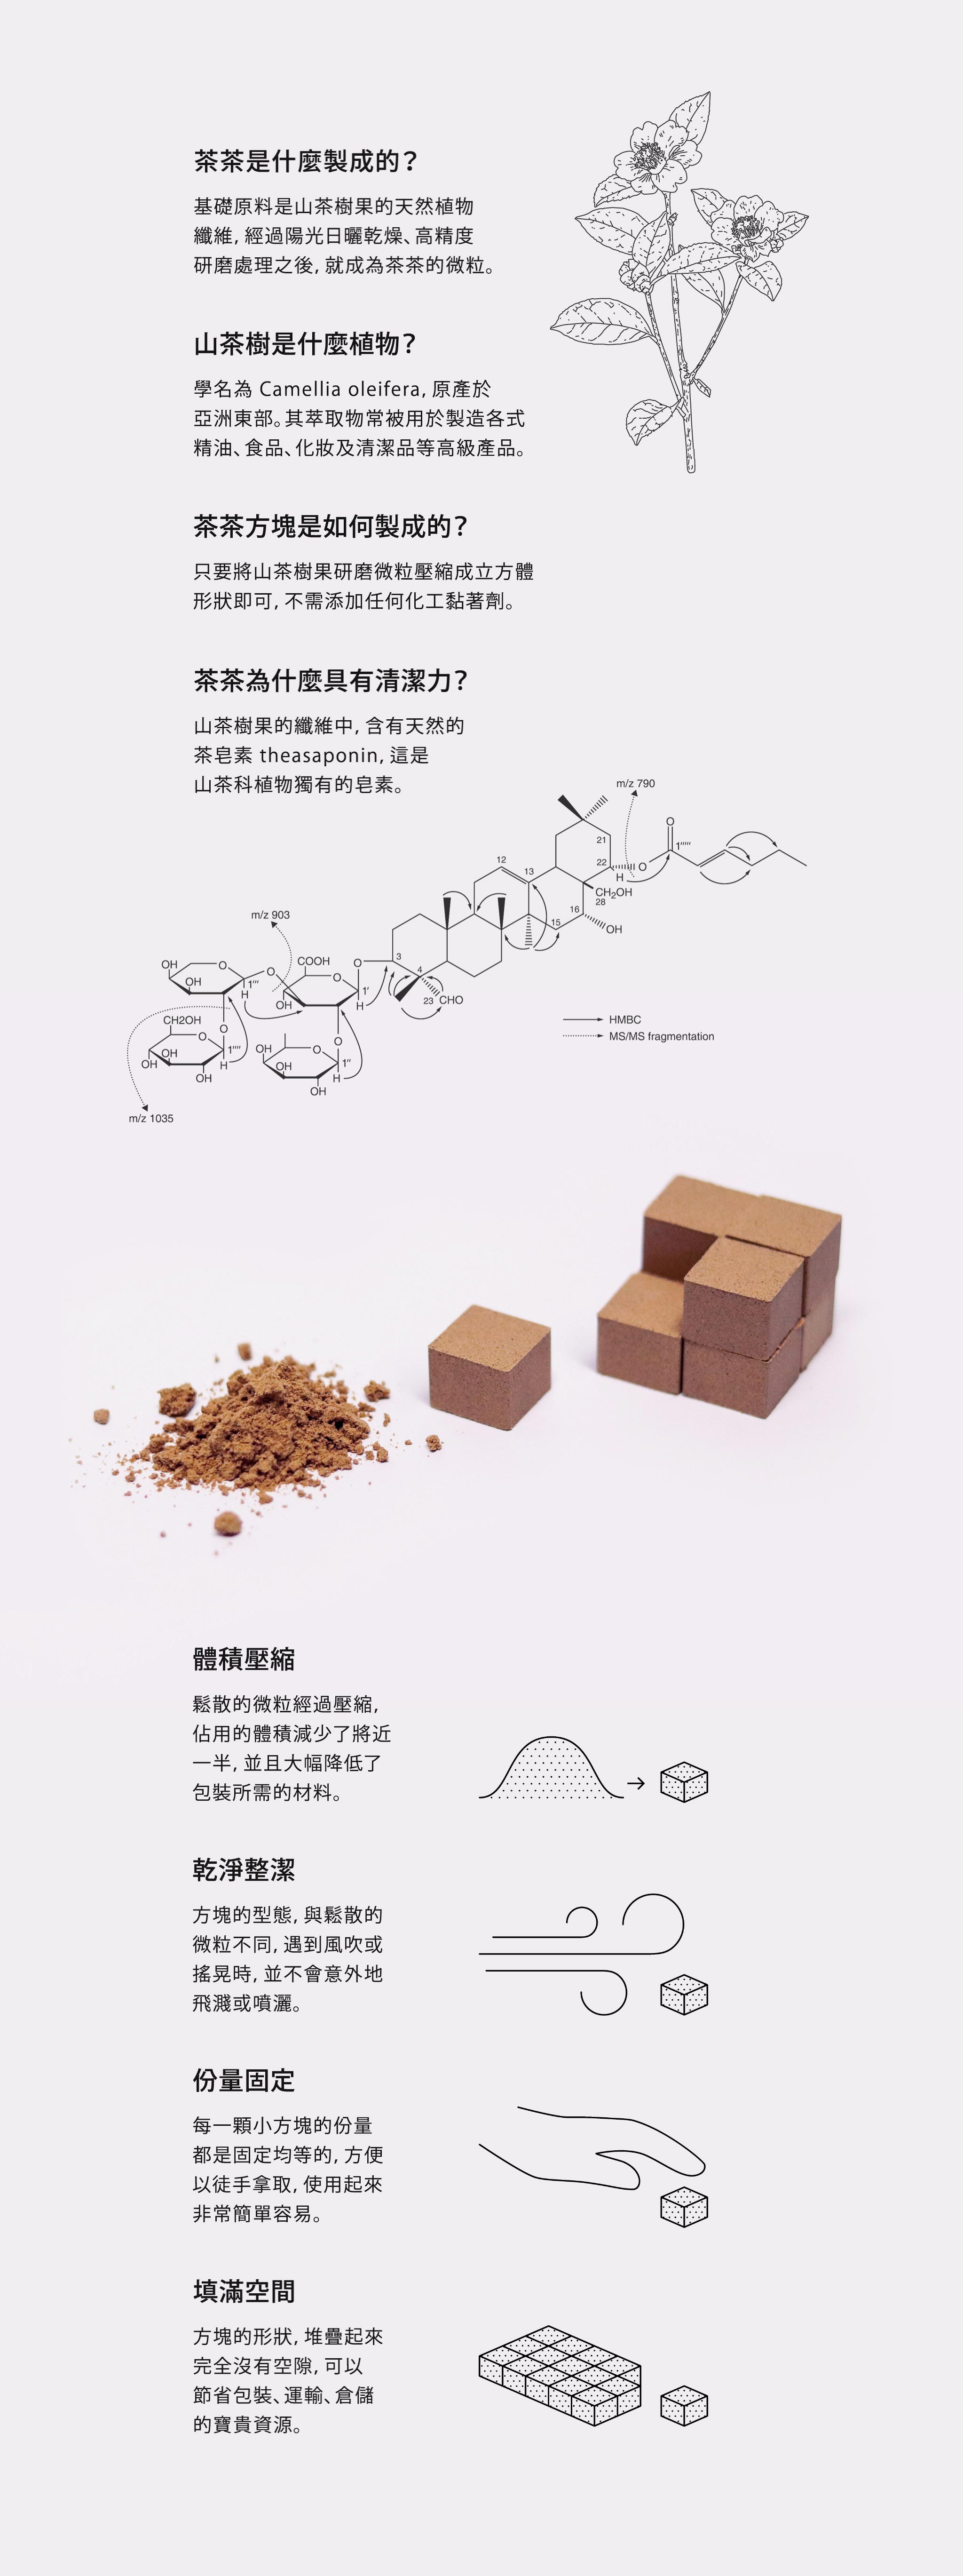 茶茶是什麼製成的？
基礎原料是山茶樹果的天然植物
纖維, 經過陽光日曬乾燥、高精度
研磨處理之後, 就成為茶茶的微粒。
山茶樹是什麼植物？
學名為 Camellia oleifera, 原產於
亞洲東部。其萃取物常被用於製造各式
精油、食品、化妝及清潔品等高級產品。
茶茶方塊是如何製成的？
只要將山茶樹果研磨微粒壓縮成立方體
形狀即可, 不需添加任何化工黏著劑。
茶茶為什麼具有清潔力？
山茶樹果的纖維中, 含有天然的
茶皂素 theasaponin, 這是
山茶科植物獨有的皂素。
m/z 790
O
1'''''
21
12
13
22
O
H
CH₂OH
28
16
15
OH
m/z 903
COOH
O
3
4
OH
O
O
O
1'''
H
OH
OH
1'
H
23 CHO
CH2OH
O
O
HMBC
MS/MS fragmentation
O
1''''
H
OH
OH
OH
OH
O
1''
H
OH
OH
m/z 1035
體積壓縮
鬆散的微粒經過壓縮,
佔用的體積減少了將近
一半, 並且大幅降低了
包裝所需的材料。
乾淨整潔
方塊的型態, 與鬆散的
微粒不同, 遇到風吹或
搖晃時, 並不會意外地
飛濺或噴灑。
份量固定
每一顆小方塊的份量
都是固定均等的, 方便
以徒手拿取, 使用起來
非常簡單容易。
填滿空間
方塊的形狀, 堆疊起來
完全沒有空隙, 可以
節省包裝、運輸、倉儲
的寶貴資源。